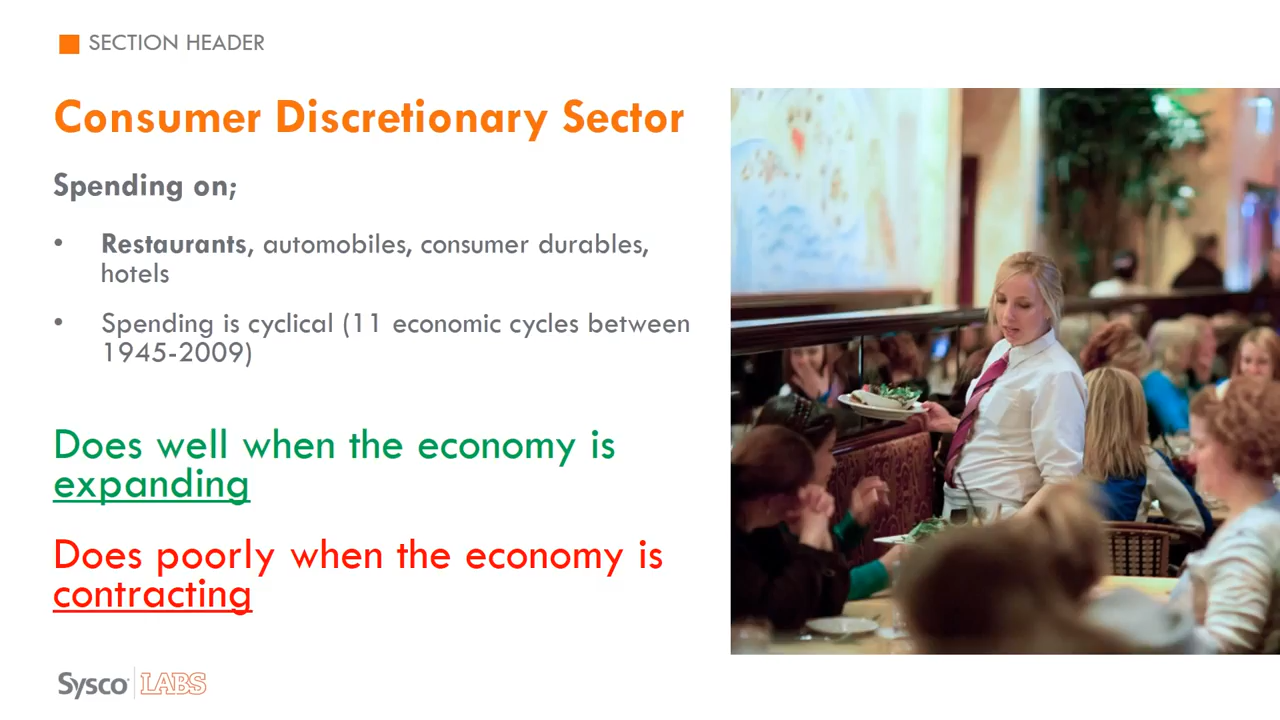 SECTION HEADER
Consumer Discretionary Sector
Spending on;
• Restaurants, automobiles, consumer durables,
hotels
• Spending is cyclical (11 economic cycles between
1945-2009)
Does well when the economy is
expanding
Does poorly when the economy is
contracting
Sysco LABS